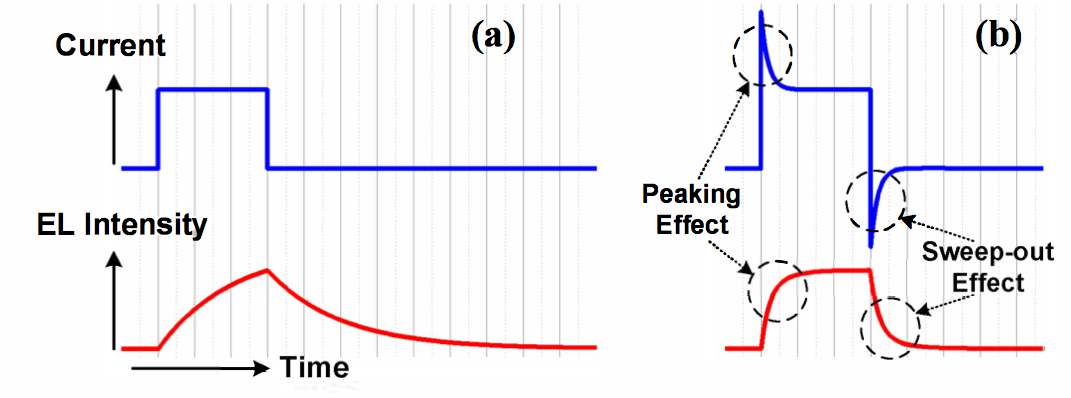 (a)
Current
EL Intensity
Time
(b)
Peaking
Effect
Sweep-out
Effect